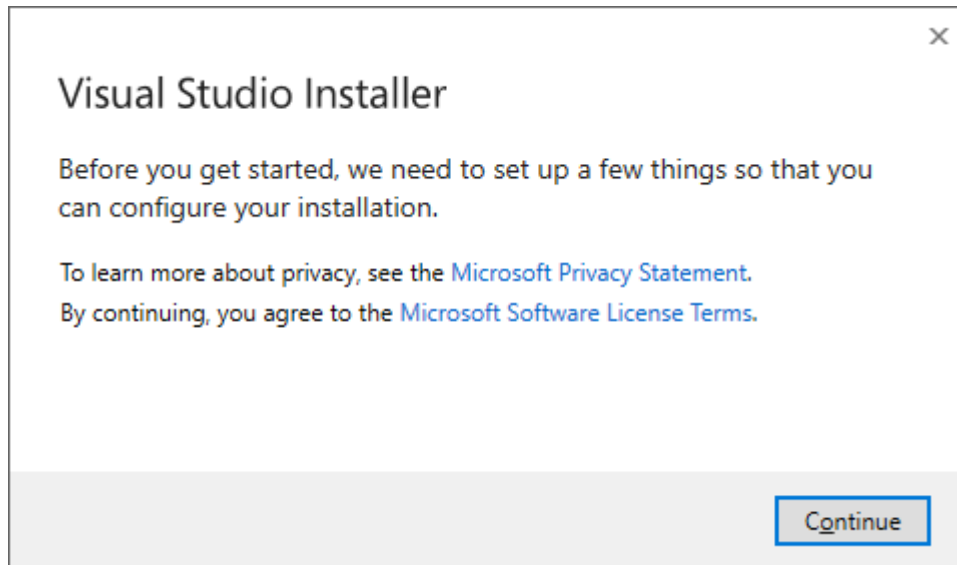 Visual Studio Installer
Before you get started, we need to set up a few things so that you
can configure your installation.
To learn more about privacy, see the Microsoft Privacy Statement.
By continuing, you agree to the Microsoft Software License Terms.
Continue